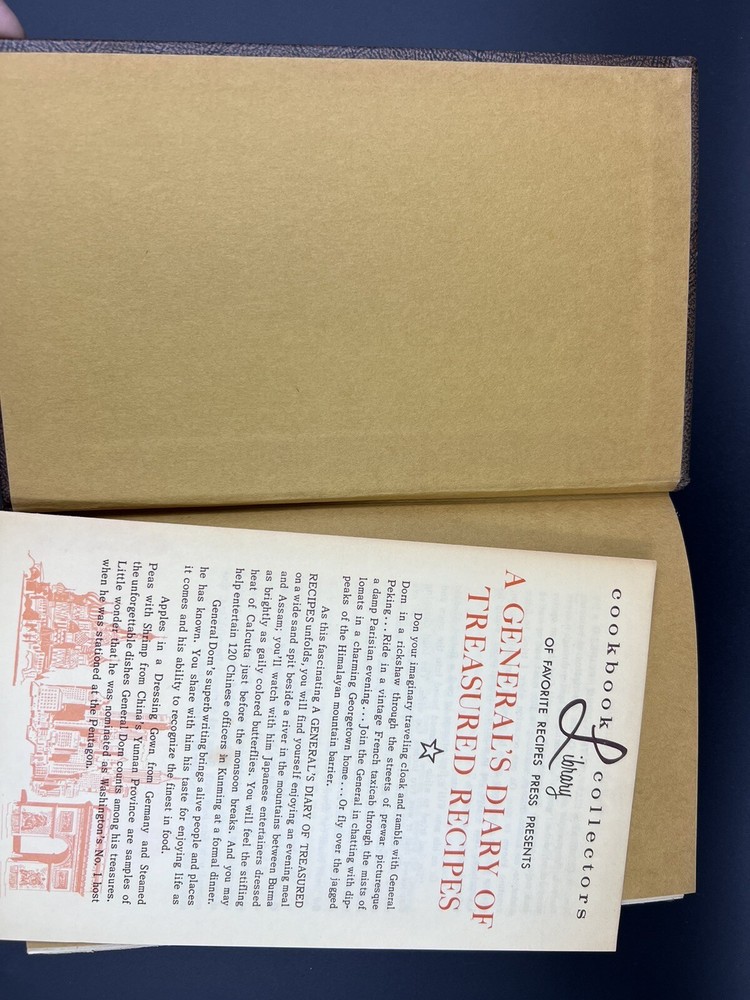 cookbook Library collectors
OF FAVORITE RECIPES PRESS PRESENTS
A GENERAL'S DIARY OF
TREASURED RECIPES
Don your imaginary traveling cloak and ramble with General
Dorn in a rickshaw through the streets of prewar picturesque
Peking...Ride in a vintage French taxicab through the mists of
a damp Parisian evening...Join the General in chatting with dip-
lomats in a charming Georgetown home...Or fly over the jagged
peaks of the Himalayan mountain barrier.
As this fascinating A GENERAL'S DIARY OF TREASURED
RECIPES unfolds, you will find yourself enjoying an evening meal
on a wide sand spit beside a river in the mountains between Burma
and Assam; you'll watch with him Japanese entertainers dressed
as brightly as gaily colored butterflies. You will feel the stifling
heat of Calcutta just before the monsoon breaks. And you may
help entertain 120 Chinese officers in Kunming at a formal dinner.
General Dorn's superb writing brings alive people and places
he has known. You share with him his taste for enjoying life as
it comes and his ability to recognize the finest in food.
Apples in a Dressing Gown from Germany and Steamed
Peas with Shrimp from China's Yunnan Province are samples of
the unforgettable dishes General Dorn counts among his treasures.
Little wonder that he was nominated as Washington's No. 1 host
when he was stationed at the Pentagon.